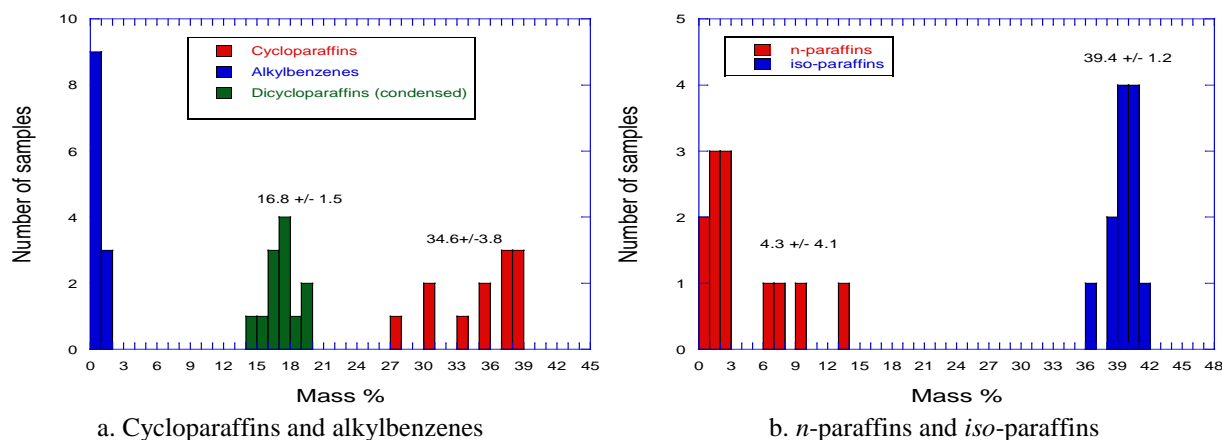 10
8
6
4
2
0
Number of samples
Cycloparaffins
Alkylbenzenes
Dicycloparaffins (condensed)
16.8 +/- 1.5
34.6+/-3.8
0 3 6 9 12 15 18 21 24 27 30 33 36 39 42 45
Mass %
a. Cycloparaffins and alkylbenzenes
5
4
3
2
1
0
Number of samples
n-paraffins
iso-paraffins
39.4 +/- 1.2
4.3 +/- 4.1
0 3 6 9 12 15 18 21 24 27 30 33 36 39 42 45 48
Mass %
b. n-paraffins and iso-paraffins